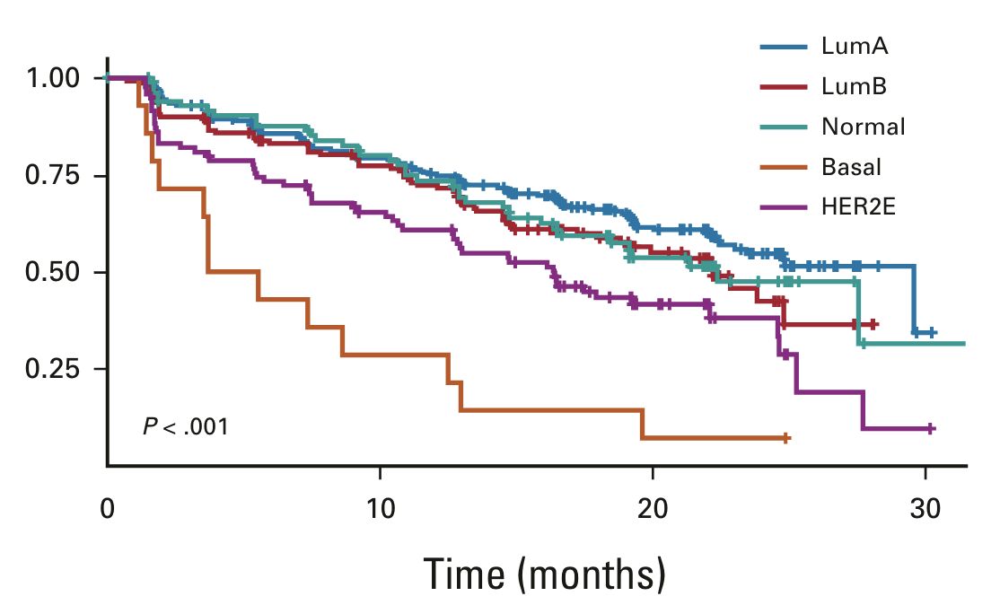 LumA
LumB
Normal
Basal
HER2E
1.00
0.75
0.50
0.25
P < .001
0 10 20 30
Time (months)